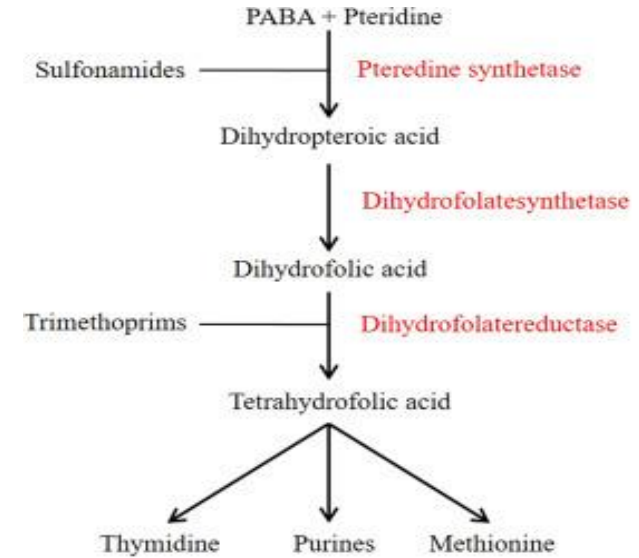 PABA + Pteridine
Sulfonamides
Pteredine synthetase
Dihydropteroic acid
Dihydrofolatesynthetase
Dihydrofolic acid
Trimethoprims
Dihydrofolatereductase
Tetrahydrofolic acid
Thymidine
Purines
Methionine